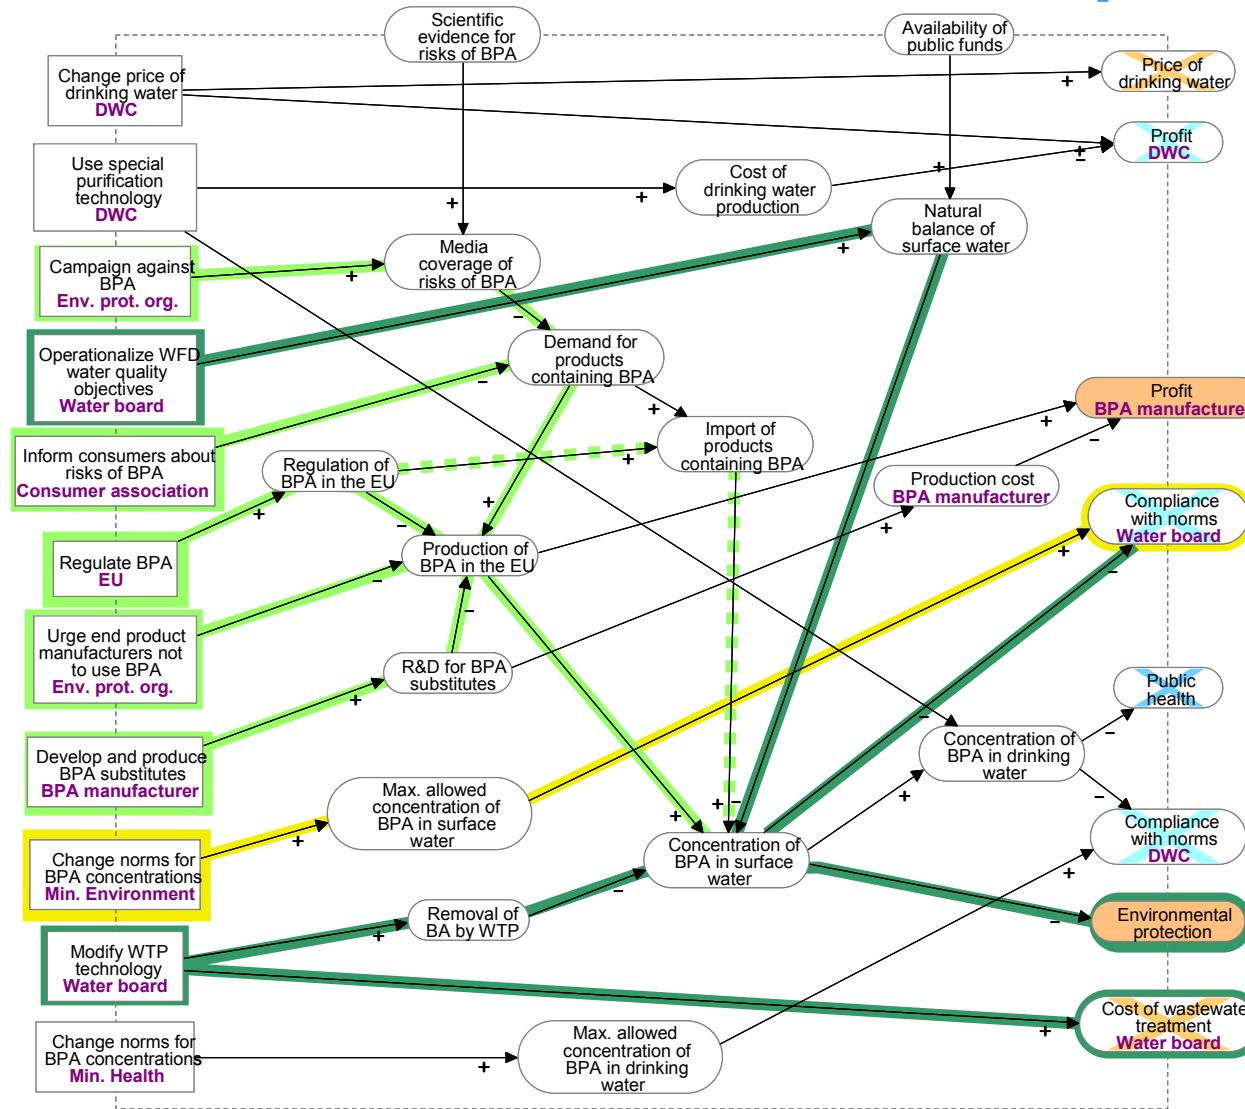 Scientific
evidence for
risks of BPA
Availability of
public funds
Change price of
drinking water
DWC
+
Price of
drinking water
Profit
DWC
+
−
Use special
purification
technology
DWC
+
Cost of
drinking water
production
+
+
Natural
balance of
surface water
+
Media
coverage of
risks of BPA
Campaign against
BPA
Env. prot. org.
+
−
Operationalize WFD
water quality
objectives
Water board
Demand for
products
containing BPA
−
+
Profit
BPA manufacture
+
−
Inform consumers about
risks of BPA
Consumer association
Regulation of
BPA in the EU
+
Import of
products
containing BPA
Production cost
BPA manufacturer
+
+
−
+
Compliance
with norms
Water board
+
−
Regulate BPA
EU
Production of
BPA in the EU
−
−
Urge end product
manufacturers not
to use BPA
Env. prot. org.
R&D for BPA
substitutes
+
Public
health
−
−
Concentration of
BPA in drinking
water
−
+
Develop and produce
BPA substitutes
BPA manufacturer
Max. allowed
concentration of
BPA in surface
water
+
+
−
Compliance
with norms
DWC
+
Change norms for
BPA concentrations
Min. Environment
+
Concentration of
BPA in surface
water
−
Removal of
BA by WTP
+
Environmental
protection
−
Modify WTP
technology
Water board
Cost of wastewate
treatment
Water board
+
Change norms for
BPA concentrations
Min. Health
+
Max. allowed
concentration of
BPA in drinking
water